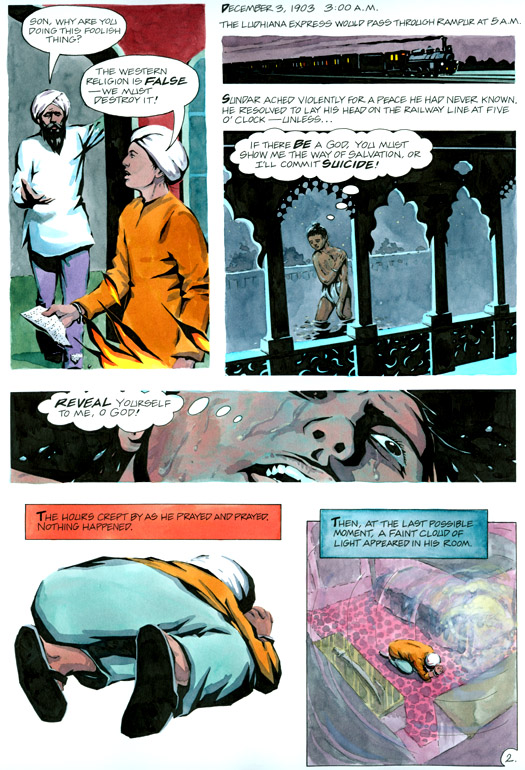 SON, WHY ARE YOU
DOING THIS FOOLISH
THING?
THE WESTERN
RELIGION IS FALSE
—WE MUST
DESTROY IT!
DECEMBER 3, 1903 3:00 A.M.
THE LUDHIANA EXPRESS WOULD PASS THROUGH RAMPUR AT 5 A.M.
SUNDAR ACHED VIOLENTLY FOR A PEACE HE HAD NEVER KNOWN.
HE RESOLVED TO LAY HIS HEAD ON THE RAILWAY LINE AT FIVE
O'CLOCK —UNLESS...
IF THERE BE A GOD, YOU MUST
SHOW ME THE WAY OF SALVATION, OR
I'LL COMMIT SUICIDE!
REVEAL YOURSELF
TO ME, O GOD!
THE HOURS CREPT BY AS HE PRAYED AND PRAYED.
NOTHING HAPPENED.
THEN, AT THE LAST POSSIBLE
MOMENT, A FAINT CLOUD OF
LIGHT APPEARED IN HIS ROOM.
2.